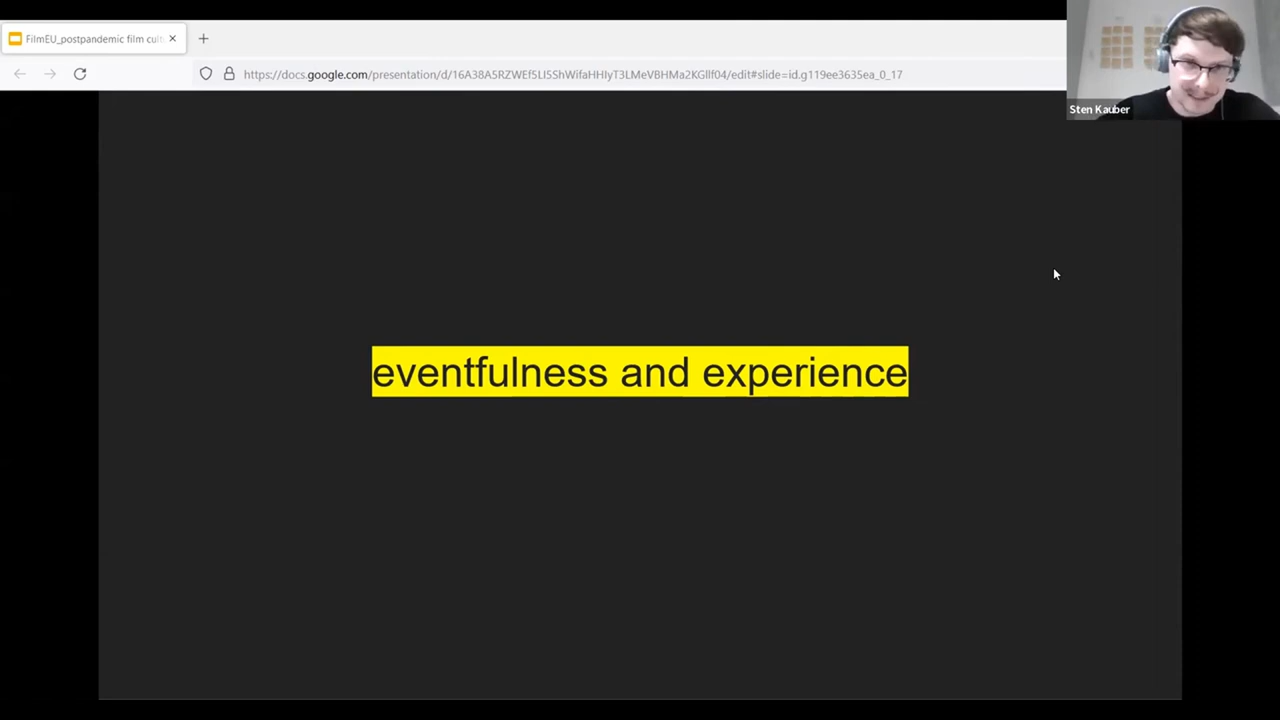 FilmEU_postpandemic film cult
https://docs.google.com/presentation/d/16A38A5RZWEf5LI5ShWifaHHIyT3LMeVBHMa2KGllf04/edit#slide=id.g119ee3635ea_0_17
Sten Kauber
eventfulness and experience